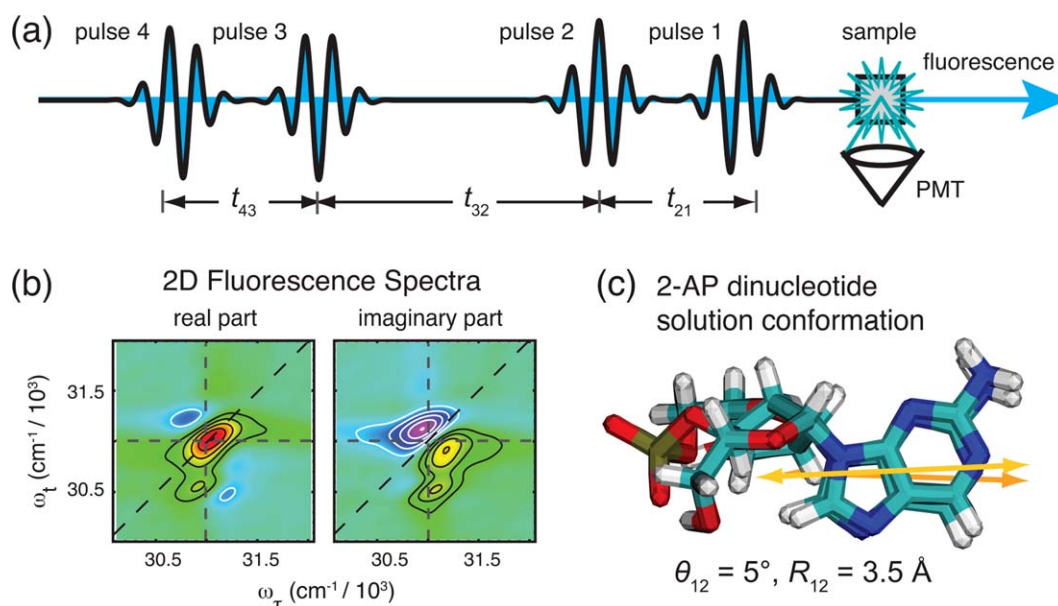 (a)
pulse 4 pulse 3 pulse 2 pulse 1 sample
fluorescence
PMT
t43 t32 t21
(b) 2D Fluorescence Spectra
real part imaginary part
31.5
30.5
ωt (cm-1 / 103)
30.5 31.5 30.5 31.5
ωτ (cm-1 / 103)
(c) 2-AP dinucleotide
solution conformation
θ12 = 5°, R12 = 3.5 Å